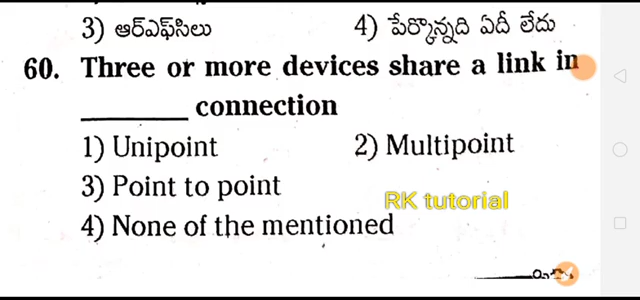 3) ఆర్ఎఫ్‌సిలు 4) పేర్కొన్నది ఏదీ లేదు
60. Three or more devices share a link in
________ connection
1) Unipoint 2) Multipoint
3) Point to point
RK tutorial
4) None of the mentioned